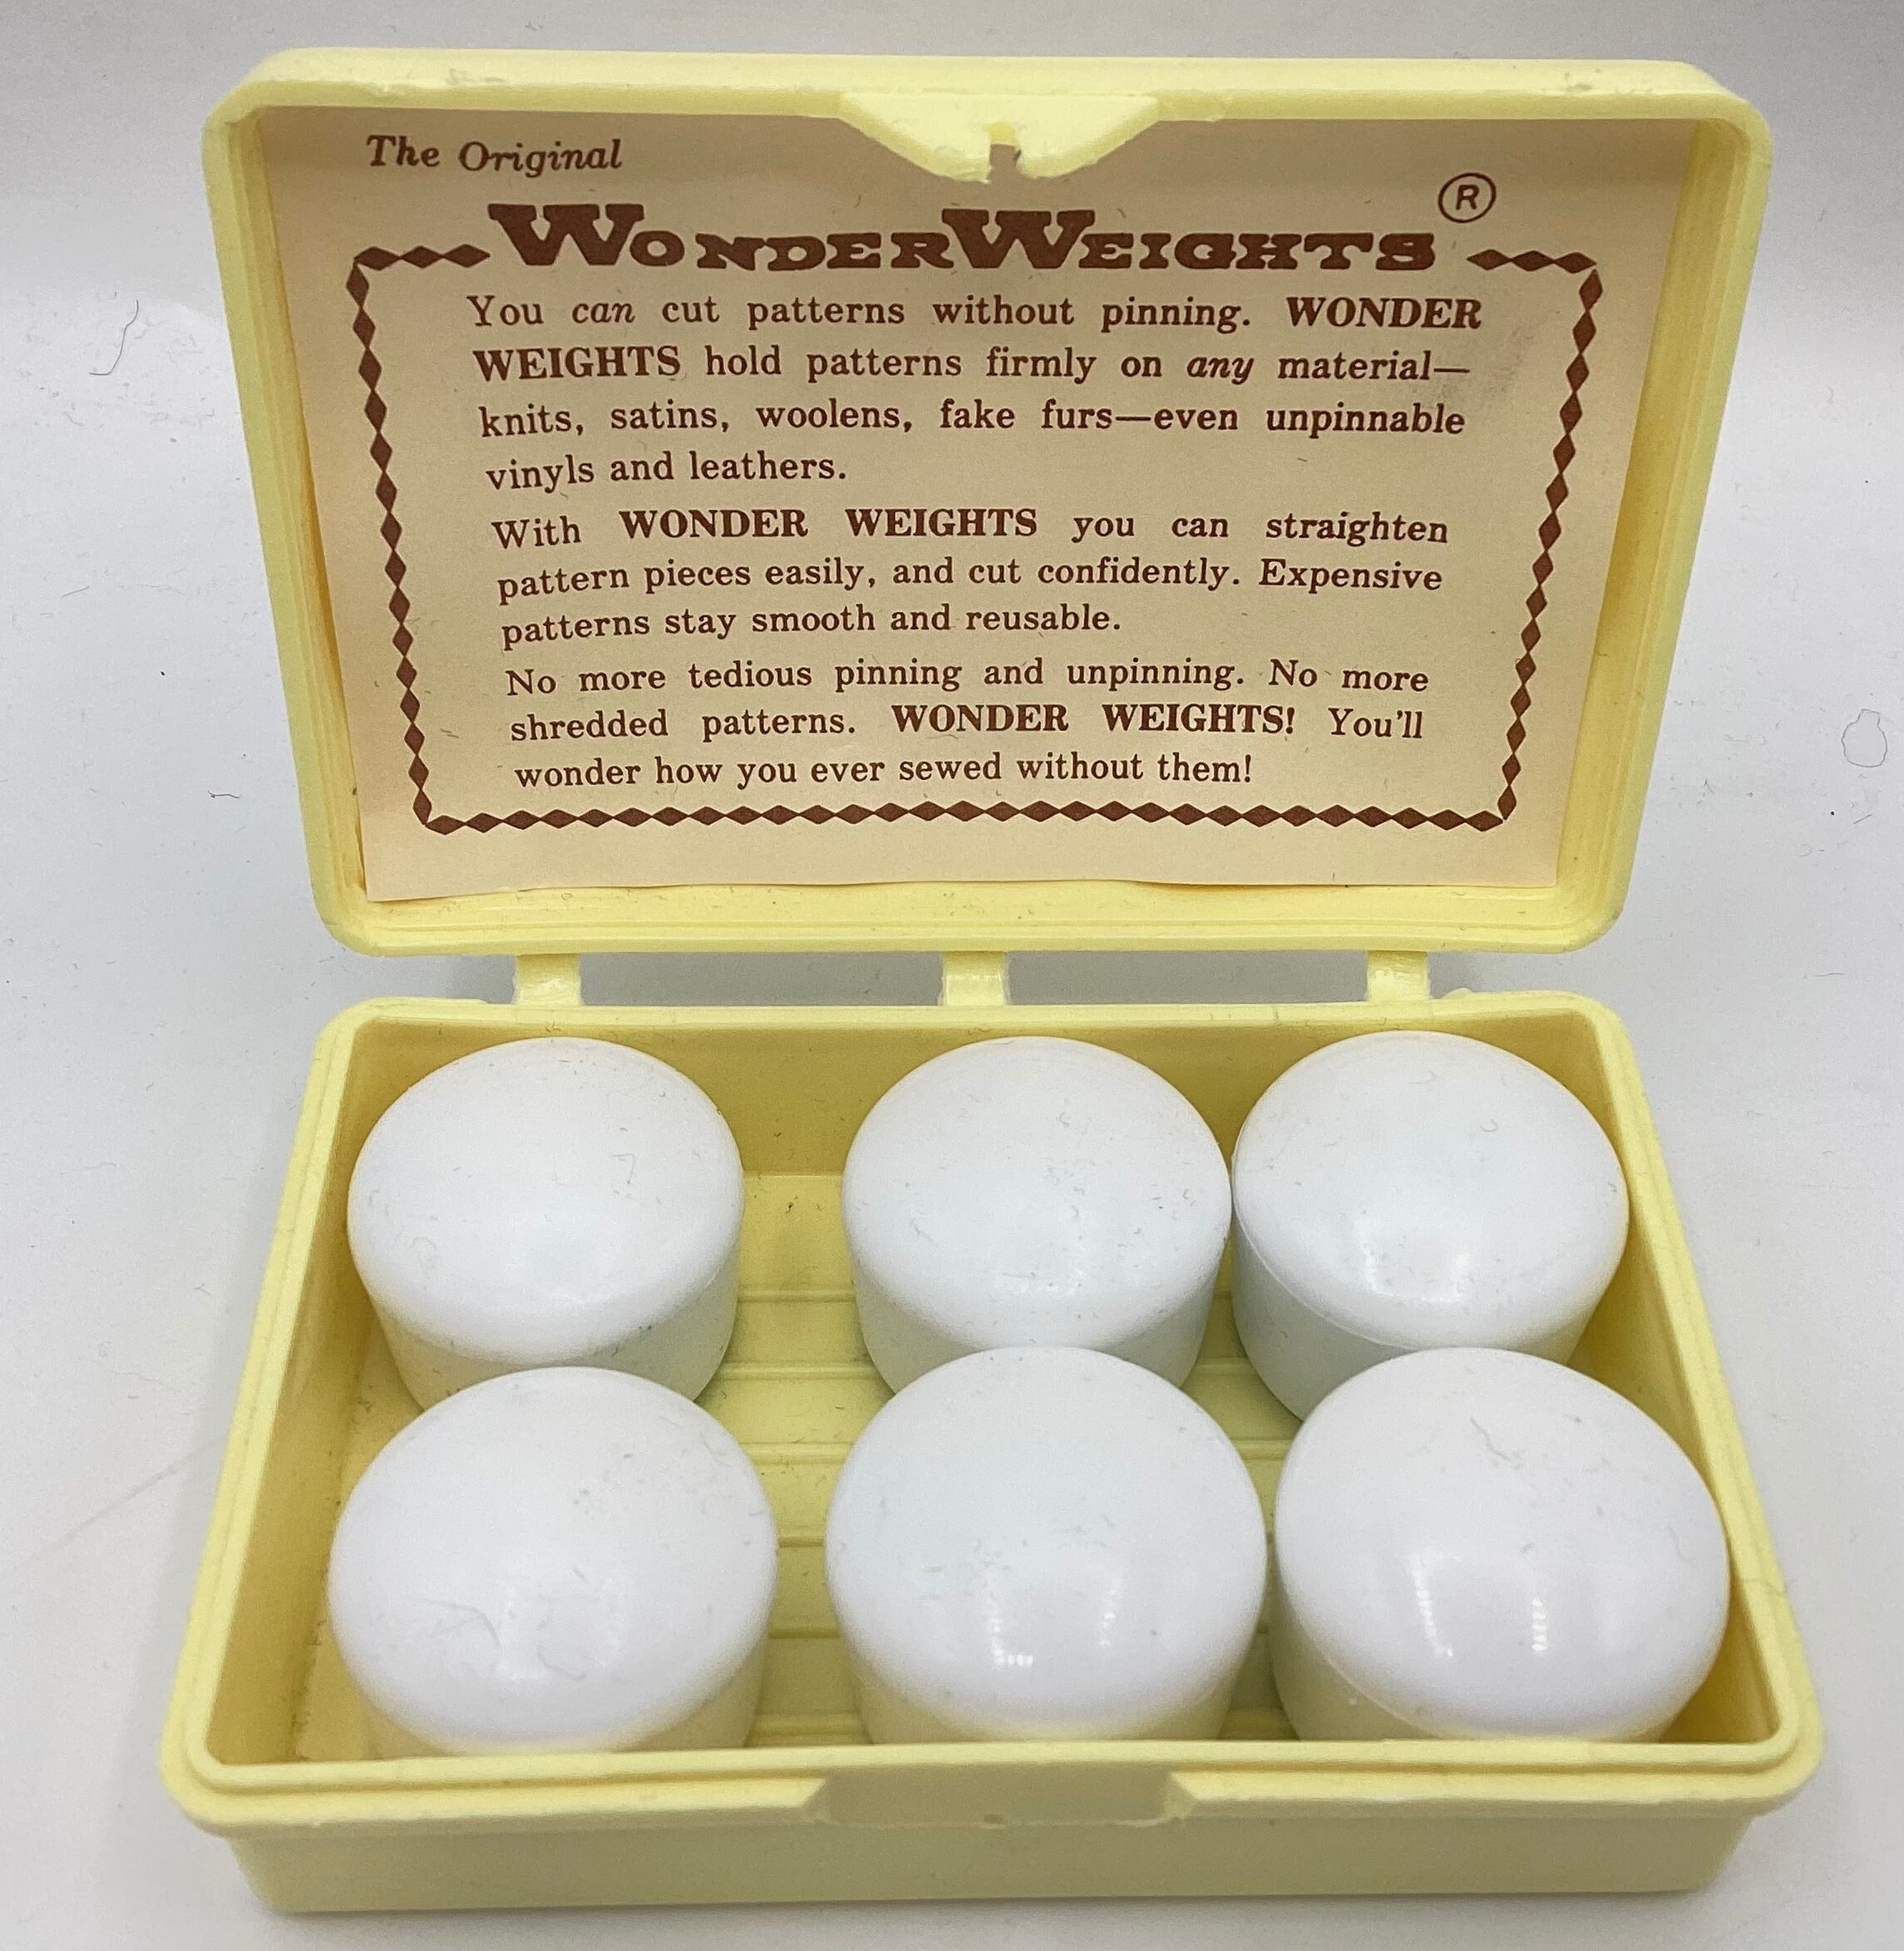 The Original
WONDERWEIGHTS ®
You can cut patterns without pinning. WONDER
WEIGHTS hold patterns firmly on any material—
knits, satins, woolens, fake furs—even unpinnable
vinyls and leathers.
With WONDER WEIGHTS you can straighten
pattern pieces easily, and cut confidently. Expensive
patterns stay smooth and reusable.
No more tedious pinning and unpinning. No more
shredded patterns. WONDER WEIGHTS! You'll
wonder how you ever sewed without them!